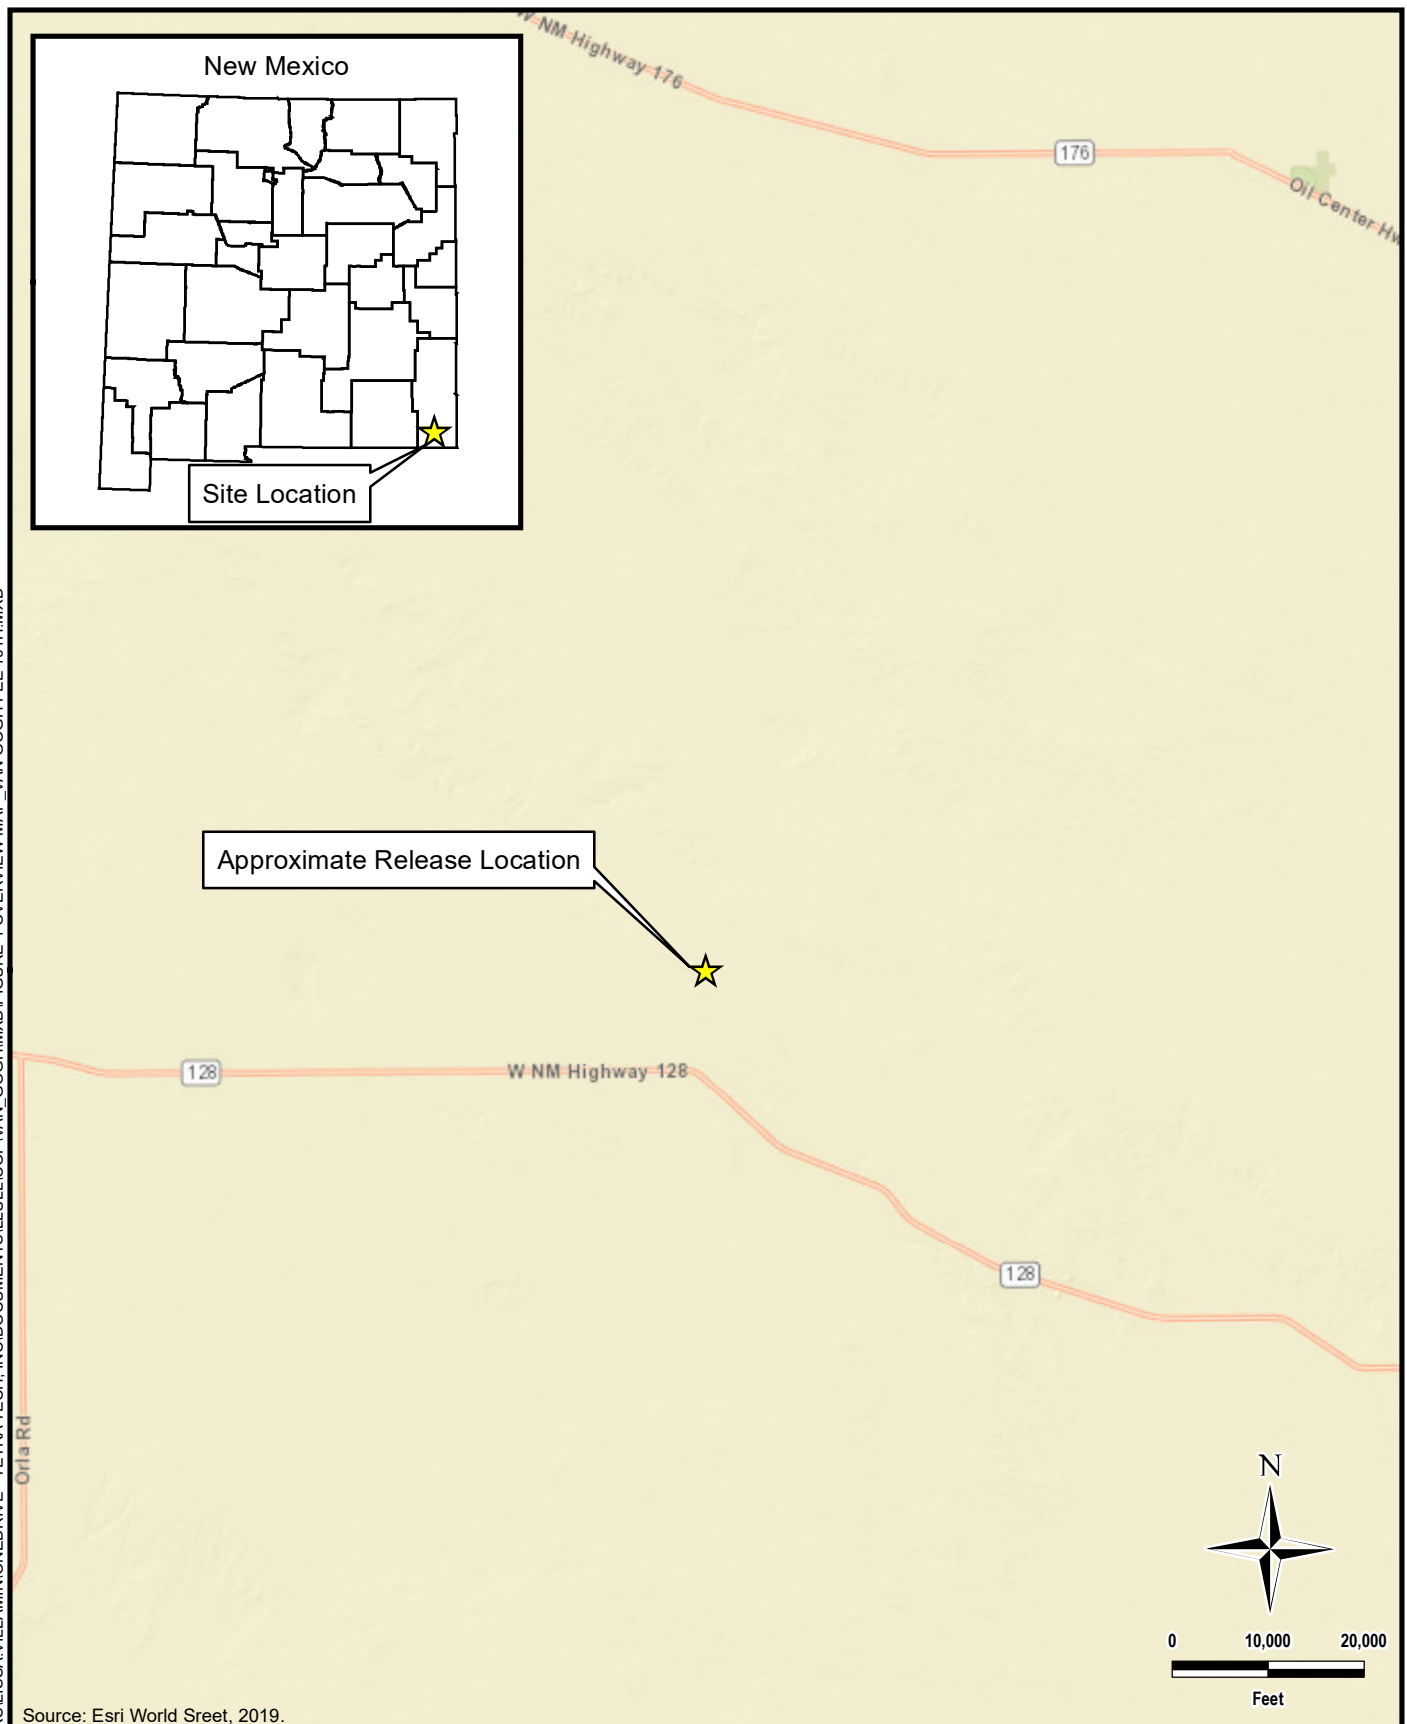 W NM Highway 176
New Mexico
176
Oil Center Hw
Site Location
Approximate Release Location
128
W NM Highway 128
128
Orla Rd
N
0 10,000 20,000
Feet
Source: Esri World Sreet, 2019.